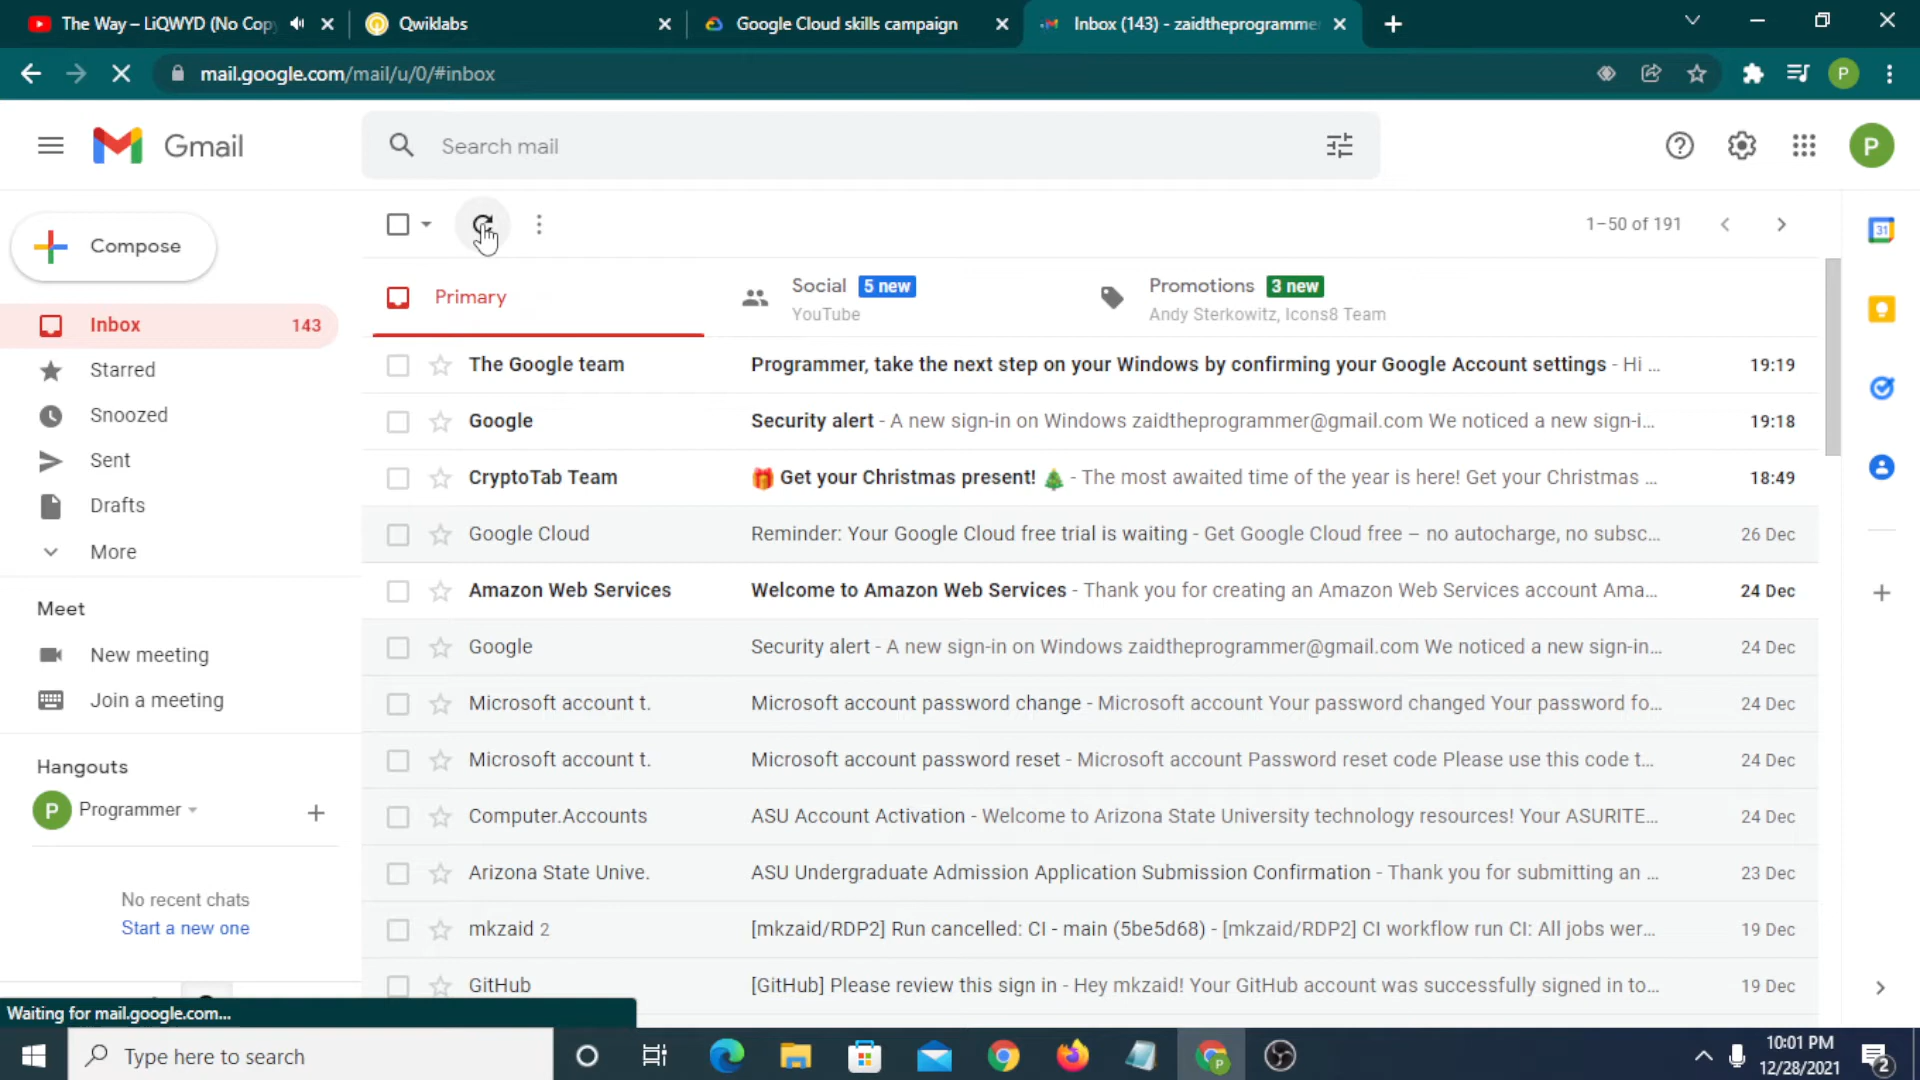 The Way – LiQWYD (No Cop
Qwiklabs
Google Cloud skills campaign
Inbox (143) - zaidtheprogramme
mail.google.com/mail/u/0/#inbox
P
Gmail
Search mail
P
Compose
1–50 of 191
31
Primary
Social 5 new
YouTube
Promotions 3 new
Andy Sterkowitz, Icons8 Team
Inbox 143
Starred
Snoozed
Sent
Drafts
More
Meet
New meeting
Join a meeting
Hangouts
P Programmer
No recent chats
Start a new one
The Google team Programmer, take the next step on your Windows by confirming your Google Account settings - Hi ... 19:19
Google Security alert - A new sign-in on Windows zaidtheprogrammer@gmail.com We noticed a new sign-i... 19:18
CryptoTab Team 🎁 Get your Christmas present! 🎄 - The most awaited time of the year is here! Get your Christmas ... 18:49
Google Cloud Reminder: Your Google Cloud free trial is waiting - Get Google Cloud free – no autocharge, no subsc... 26 Dec
Amazon Web Services Welcome to Amazon Web Services - Thank you for creating an Amazon Web Services account Ama... 24 Dec
Google Security alert - A new sign-in on Windows zaidtheprogrammer@gmail.com We noticed a new sign-in... 24 Dec
Microsoft account t. Microsoft account password change - Microsoft account Your password changed Your password fo... 24 Dec
Microsoft account t. Microsoft account password reset - Microsoft account Password reset code Please use this code t... 24 Dec
Computer.Accounts ASU Account Activation - Welcome to Arizona State University technology resources! Your ASURITE... 24 Dec
Arizona State Unive. ASU Undergraduate Admission Application Submission Confirmation - Thank you for submitting an ... 23 Dec
mkzaid 2 [mkzaid/RDP2] Run cancelled: CI - main (5be5d68) - [mkzaid/RDP2] CI workflow run CI: All jobs wer... 19 Dec
GitHub [GitHub] Please review this sign in - Hey mkzaid! Your GitHub account was successfully signed in to... 19 Dec
Waiting for mail.google.com...
Type here to search
P
10:01 PM
12/28/2021
2